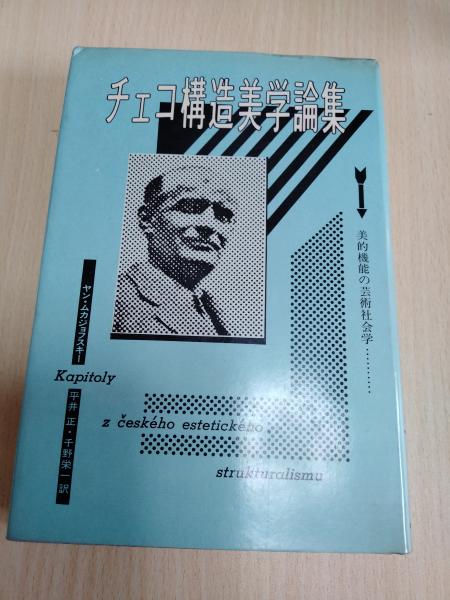 チェコ構造美学論集
美的機能の芸術社会学…………
ヤン・ムカジョフスキー
平井正・千野栄一訳
Kapitoly
z českého estetického
strukturalismu